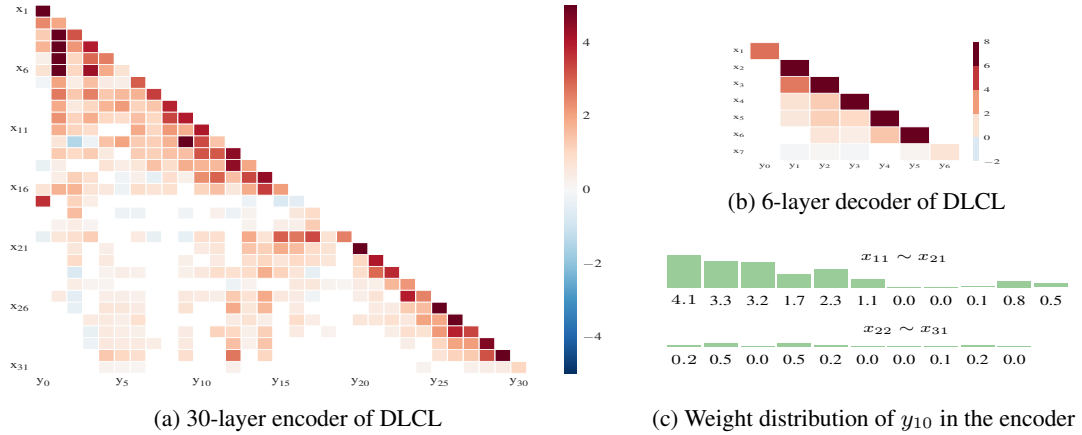 x1
x6
x11
x16
x21
x26
x31
y0 y5 y10 y15 y20 y25 y30
4
2
0
−2
−4
(a) 30-layer encoder of DLCL
x1
x2
x3
x4
x5
x6
x7
y0 y1 y2 y3 y4 y5 y6
8
6
4
2
0
−2
(b) 6-layer decoder of DLCL
x11 ∼ x21
4.1 3.3 3.2 1.7 2.3 1.1 0.0 0.0 0.1 0.8 0.5
x22 ∼ x31
0.2 0.5 0.0 0.5 0.2 0.0 0.0 0.1 0.2 0.0
(c) Weight distribution of y10 in the encoder